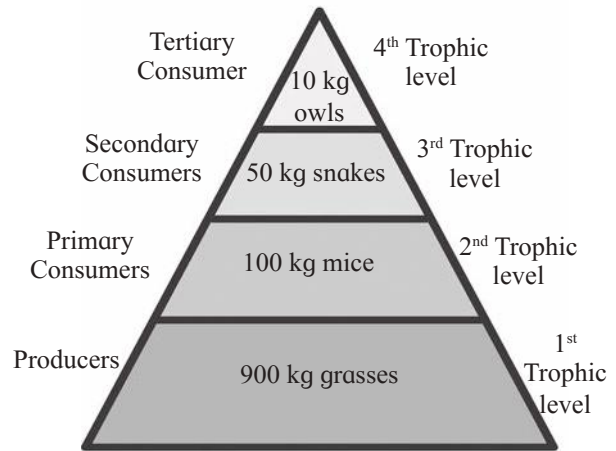 Tertiary
Consumer
10 kg
owls
4th Trophic
level
Secondary
Consumers
50 kg snakes
3rd Trophic
level
Primary
Consumers
100 kg mice
2nd Trophic
level
Producers
900 kg grasses
1st
Trophic
level